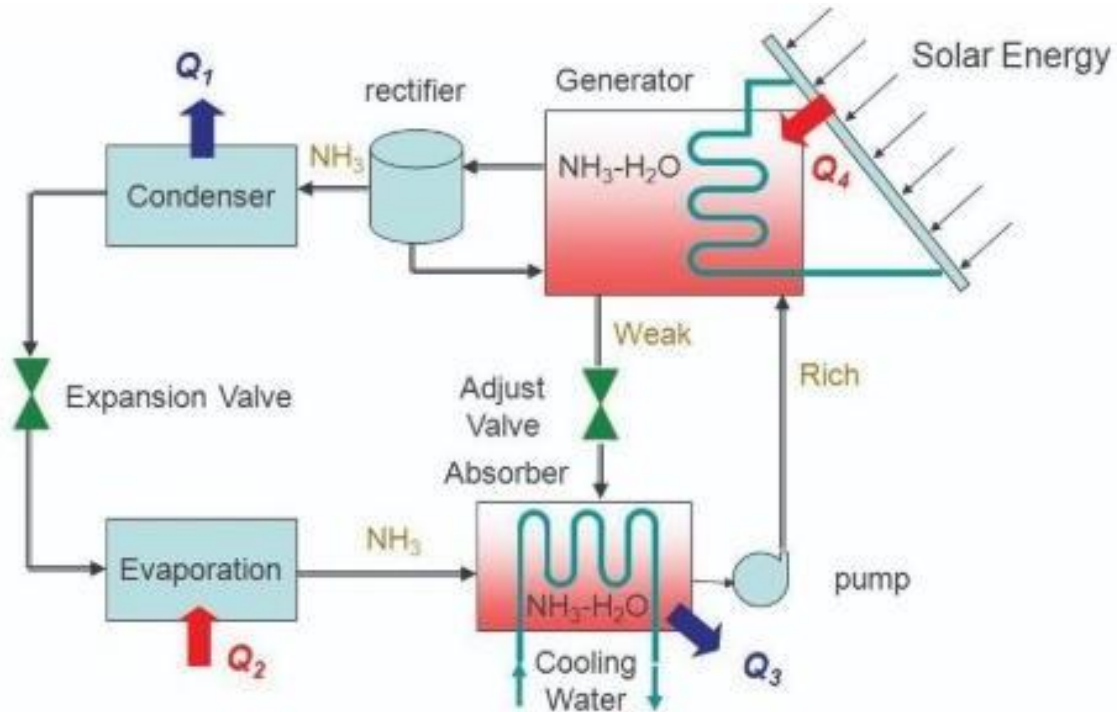 Q₁
rectifier
Generator
Solar Energy
NH₃
NH₃-H₂O
Q₄
Condenser
Weak
Rich
Expansion Valve
Adjust
Valve
Absorber
Evaporation
NH₃
NH₃-H₂O
pump
Q₂
Cooling
Water
Q₃